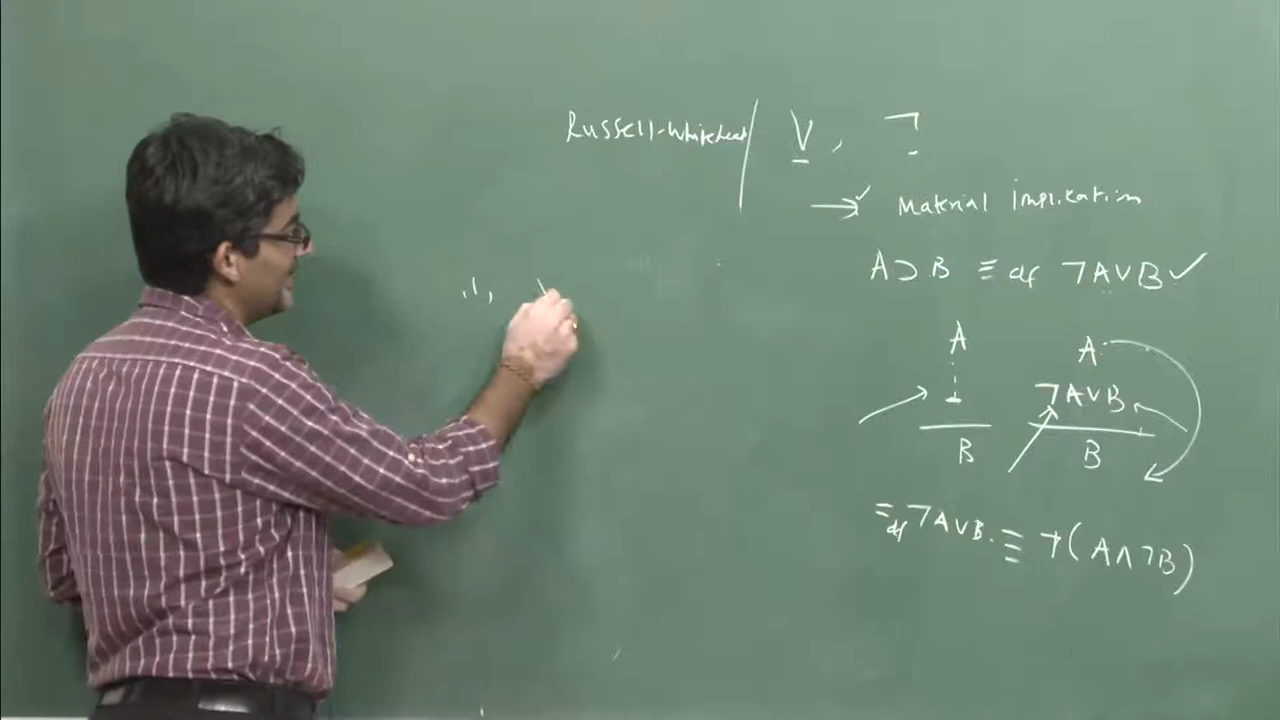 Russell-Whitehead | V, ¬
→ ✓ Material implication
A ⊃ B ≡ df ¬A∨B ✓
A
⊥
B
A
¬A∨B
B
≡df ¬A∨B. ≡ ¬(A∧¬B)